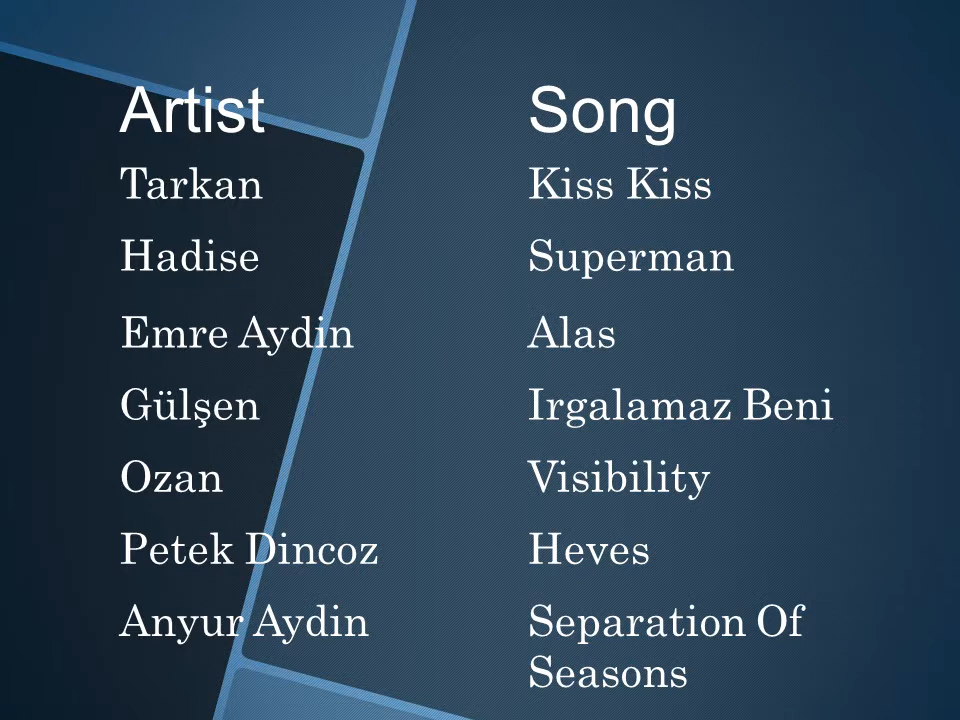 Artist Song
Tarkan Kiss Kiss
Hadise Superman
Emre Aydin Alas
Gülşen Irgalamaz Beni
Ozan Visibility
Petek Dincoz Heves
Anyur Aydin Separation Of
Seasons